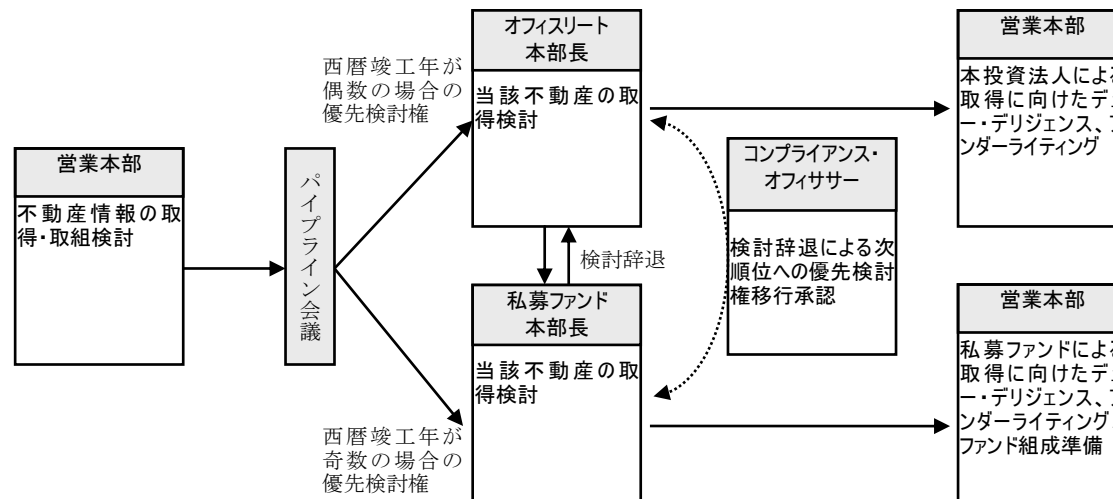 オフィスリート
本部長
当該不動産の取
得検討
営業本部
本投資法人によ
取得に向けたデ
ー・デリジェンス、
ンダーライティング
西暦竣工年が
偶数の場合の
優先検討権
営業本部
不動産情報の取
得・取組検討
パイプライン会議
コンプライアンス・
オフィササー
検討辞退による次
順位への優先検討
権移行承認
検討辞退
私募ファンド
本部長
当該不動産の取
得検討
営業本部
私募ファンドによ
取得に向けたデ
ー・デリジェンス、
ンダーライティング
ファンド組成準備
西暦竣工年が
奇数の場合の
優先検討権